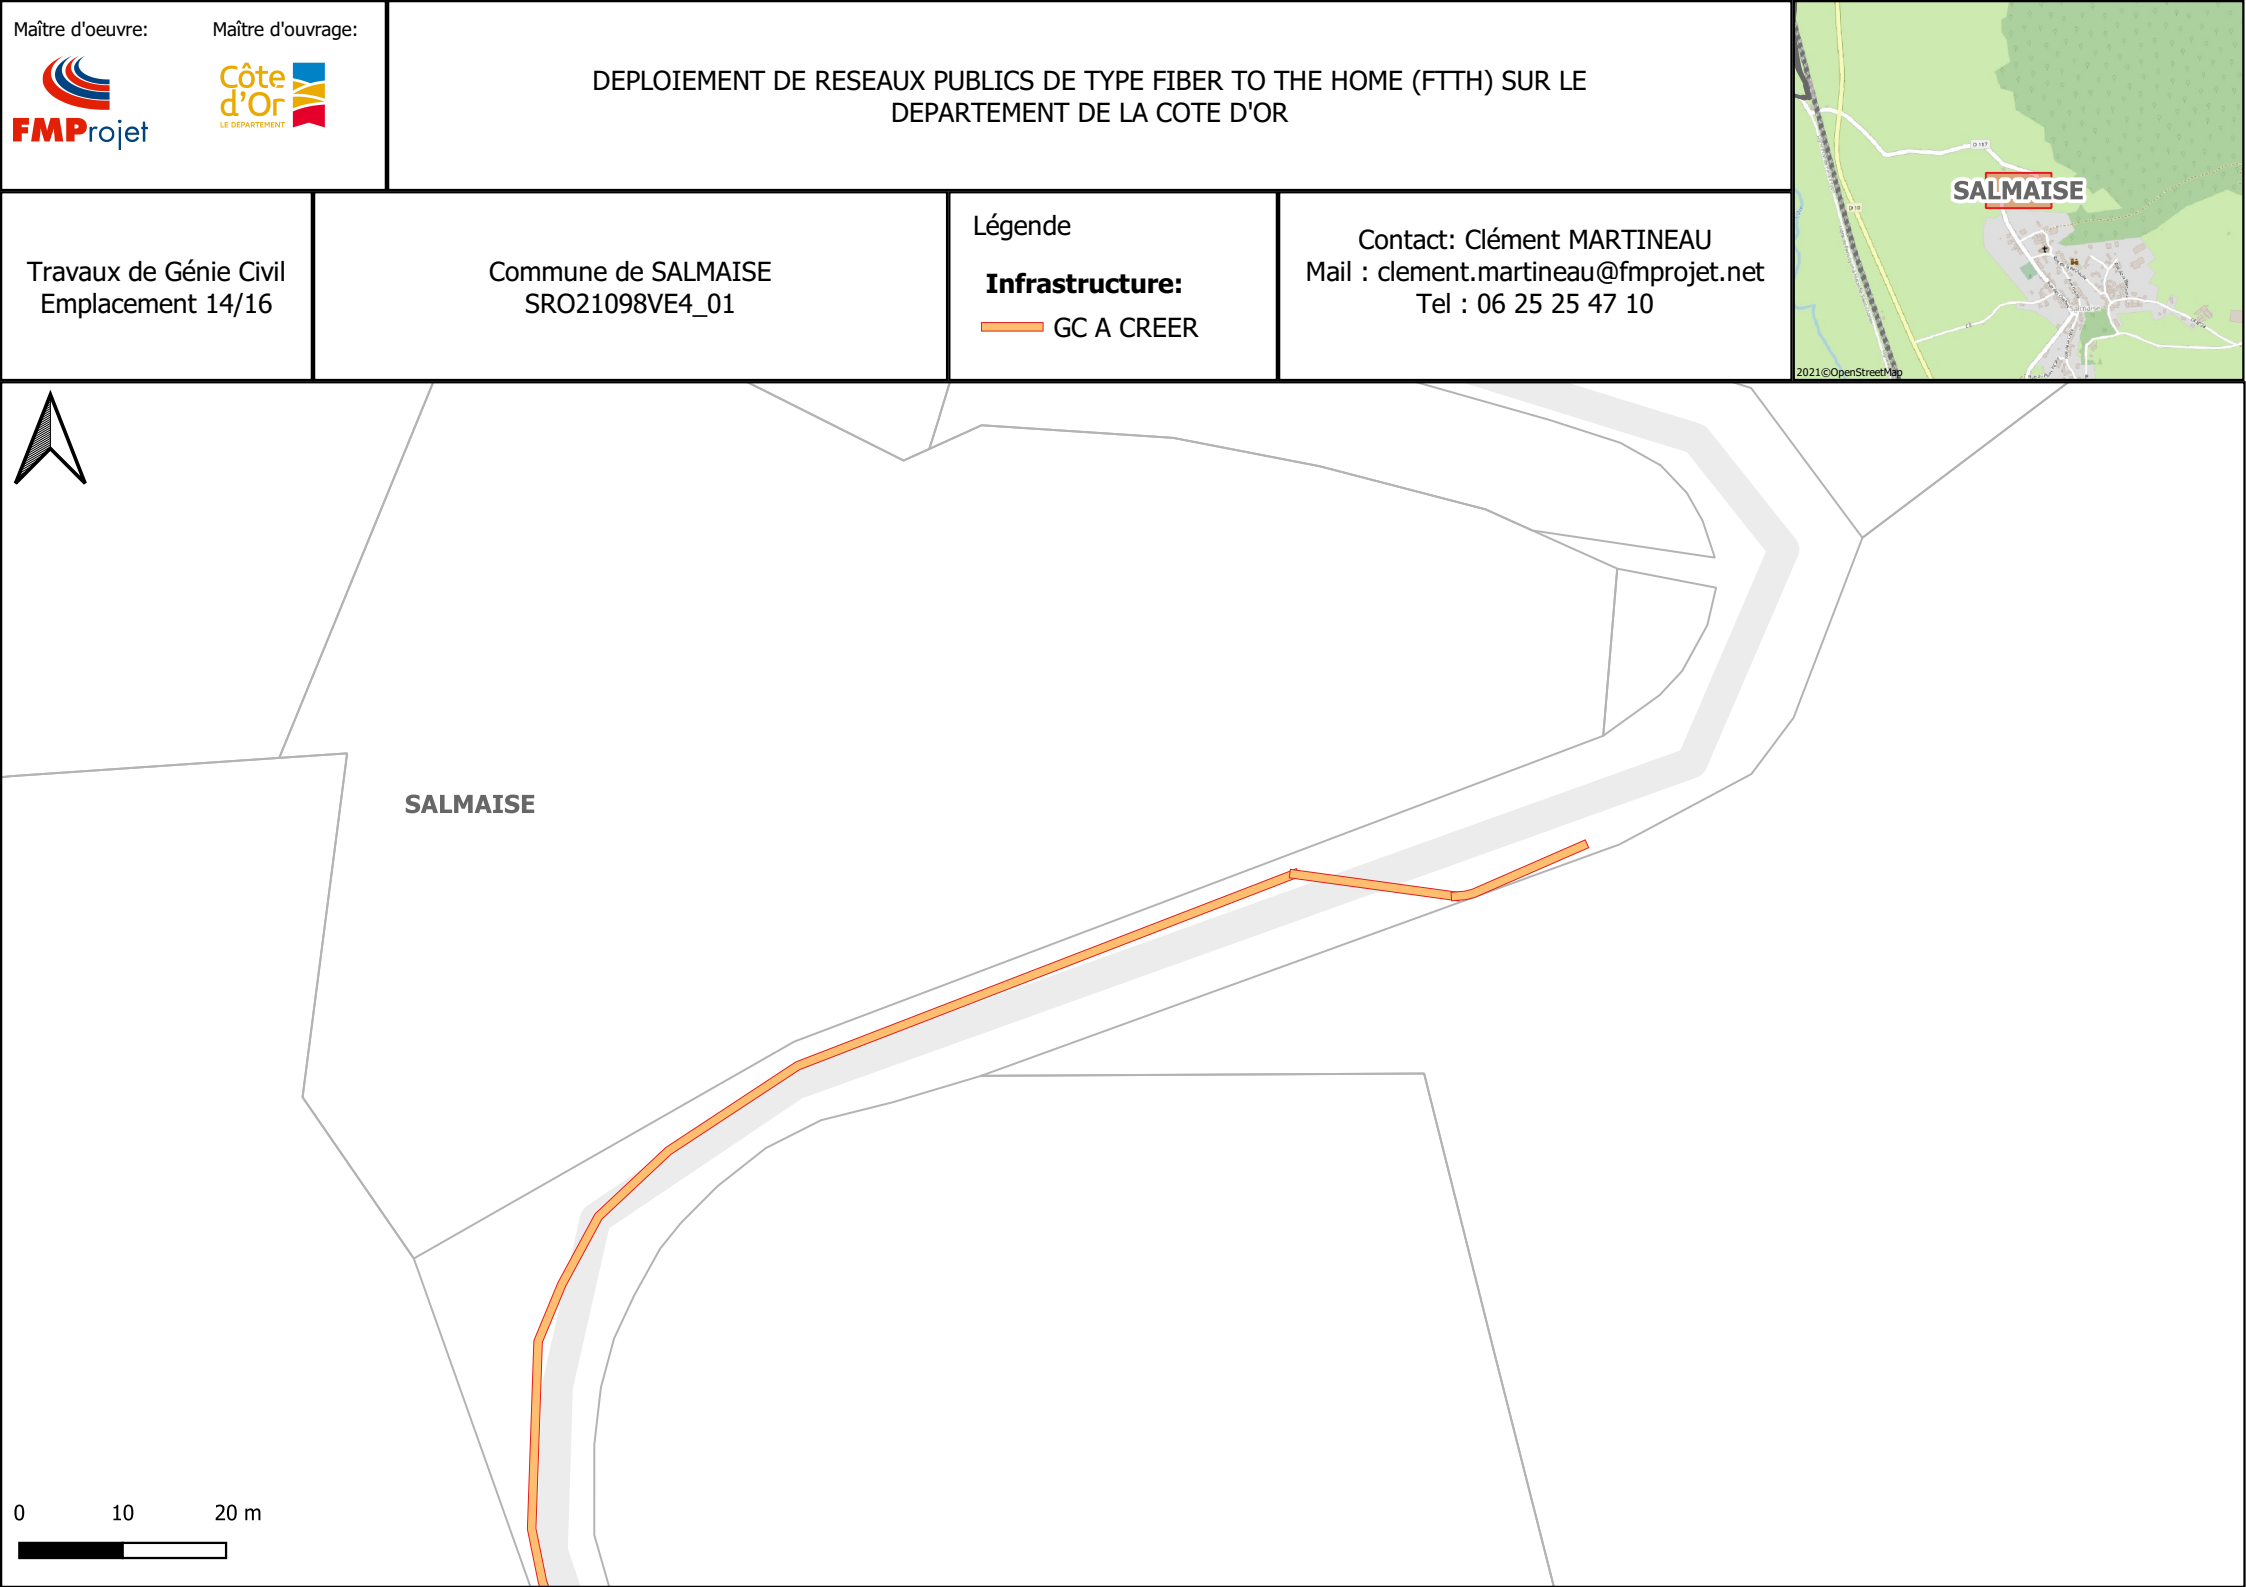 Maître d'oeuvre:
Maître d'ouvrage:
FMProjet
Côte
d'Or
LE DÉPARTEMENT
DEPLOIEMENT DE RESEAUX PUBLICS DE TYPE FIBER TO THE HOME (FTTH) SUR LE
DEPARTEMENT DE LA COTE D'OR
Travaux de Génie Civil
Emplacement 14/16
Commune de SALMAISE
SRO21098VE4_01
Légende
Infrastructure:
GC A CREER
Contact: Clément MARTINEAU
Mail : clement.martineau@fmprojet.net
Tel : 06 25 25 47 10
D 10
SALMAISE
Salmaise
2021©OpenStreetMap
SALMAISE
0 10 20 m